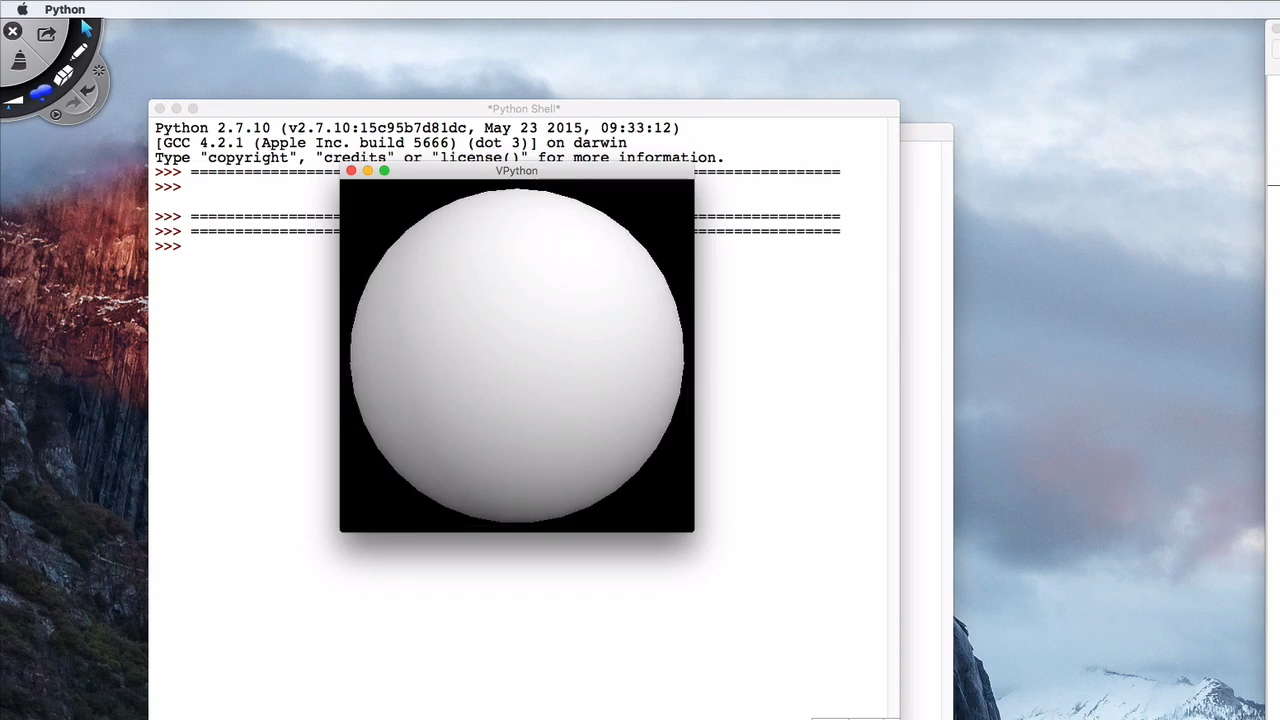 Python
*Python Shell*
Python 2.7.10 (v2.7.10:15c95b7d81dc, May 23 2015, 09:33:12)
[GCC 4.2.1 (Apple Inc. build 5666) (dot 3)] on darwin
Type "copyright", "credits" or "license()" for more information.
VPython
>>> ================ =================
>>>
>>> ================ =================
>>> ================ =================
>>>